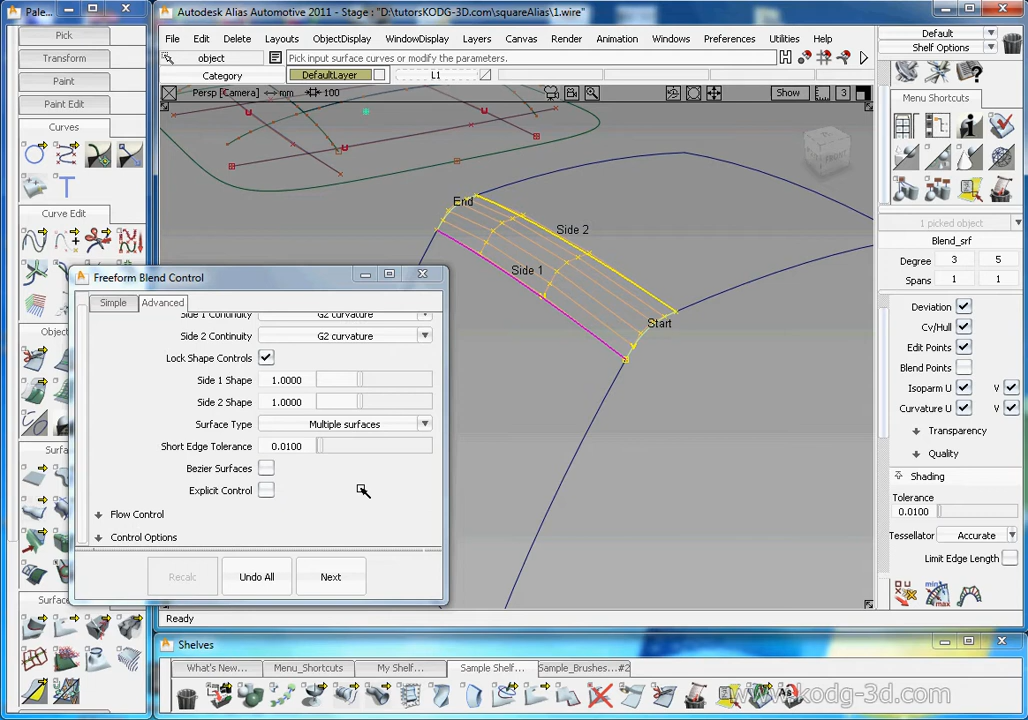 Pale...
Autodesk Alias Automotive 2011 - Stage : "D:\tutorsKODG-3D.com\squareAlias\1.wire"
Pick
Transform
Paint
Paint Edit
Curves
Curve Edit
Objec
Surfac
Surfac
File
Edit
Delete
Layouts
ObjectDisplay
WindowDisplay
Layers
Canvas
Render
Animation
Windows
Preferences
Utilities
Help
object
Pick input surface curves or modify the parameters.
Category
DefaultLayer
L1
Persp [Camera]
mm
100
Show
3
FRONT
End
Side 2
Side 1
Start
Freeform Blend Control
Simple
Advanced
Side 1 Continuity
G2 curvature
Side 2 Continuity
G2 curvature
Lock Shape Controls
Side 1 Shape
1.0000
Side 2 Shape
1.0000
Surface Type
Multiple surfaces
Short Edge Tolerance
0.0100
Bezier Surfaces
Explicit Control
Flow Control
Control Options
Recalc
Undo All
Next
Ready
Default
Shelf Options
Menu Shortcuts
1 picked object
Blend_srf
Degree
3
5
Spans
1
1
Deviation
Cv/Hull
Edit Points
Blend Points
Isoparm U
V
Curvature U
V
Transparency
Quality
Shading
Tolerance
0.0100
Tessellator
Accurate
Limit Edge Length
Shelves
What's New...
Menu_Shortcuts
My Shelf...
Sample Shelf...
Sample_Brushes...#2
www.kodg-3d.com